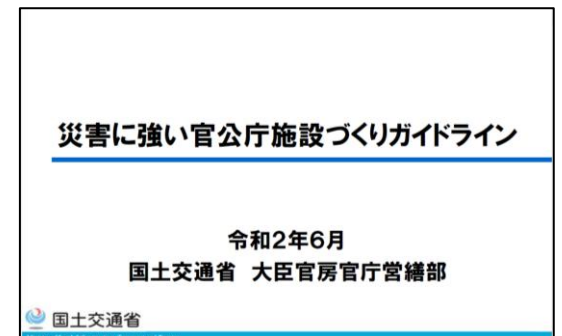 災害に強い官公庁施設づくりガイドライン
令和2年6月
国土交通省 大臣官房官庁営繕部
国土交通省